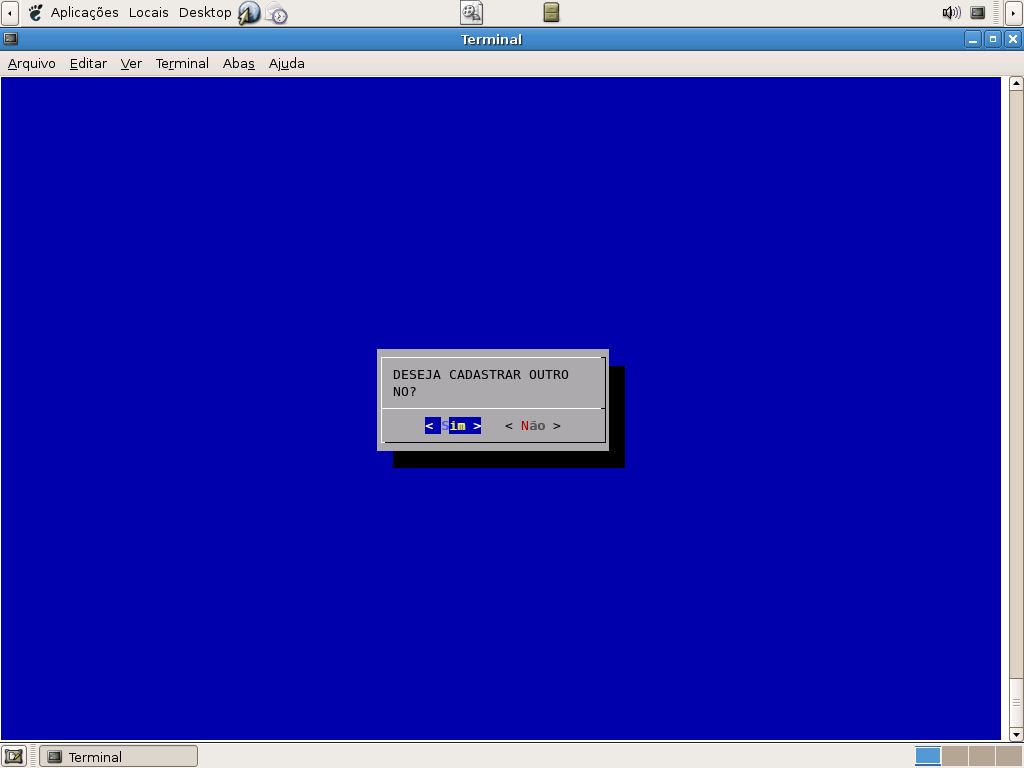 Aplicações Locais Desktop
Terminal
Arquivo Editar Ver Terminal Abas Ajuda
DESEJA CADASTRAR OUTRO
NO?
< Sim > < Não >
Terminal